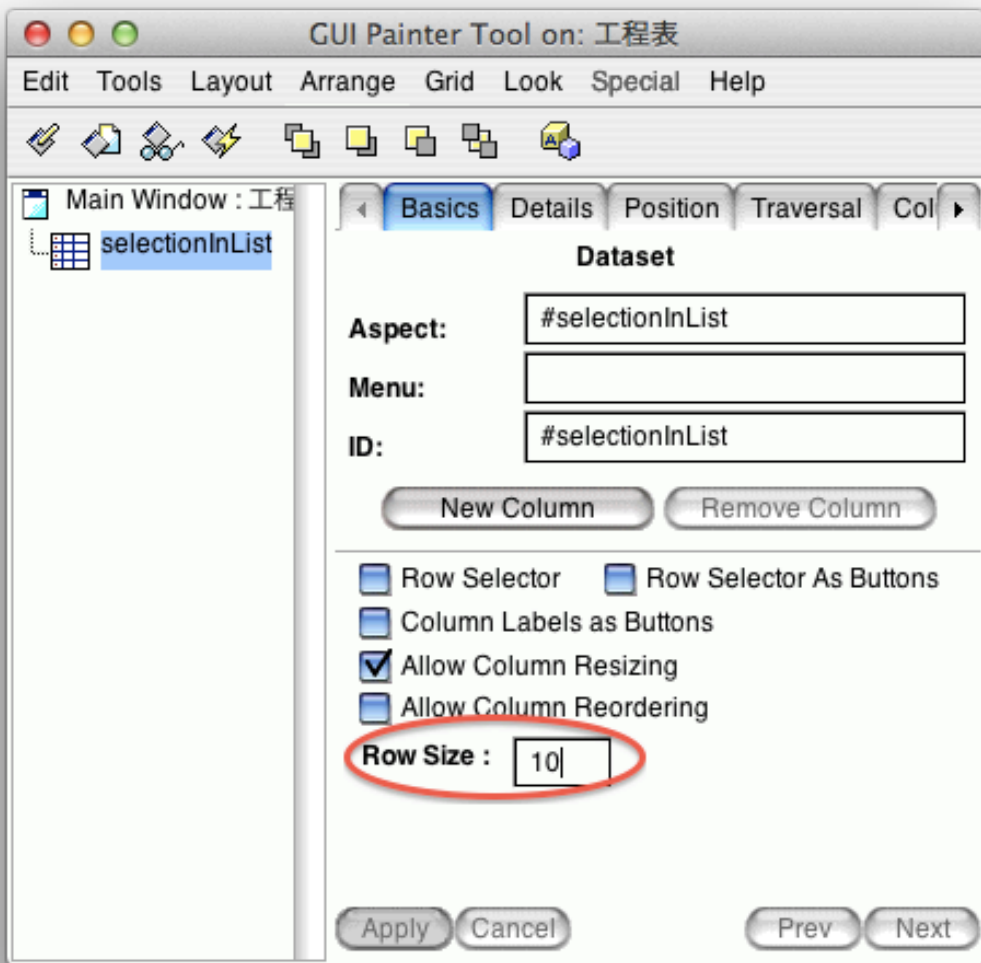 GUI Painter Tool on: 工程表
Edit Tools Layout Arrange Grid Look Special Help
Main Window : 工程
selectionInList
Basics Details Position Traversal Col
Dataset
Aspect: #selectionInList
Menu:
ID: #selectionInList
New Column Remove Column
Row Selector Row Selector As Buttons
Column Labels as Buttons
Allow Column Resizing
Allow Column Reordering
Row Size : 10
Apply Cancel Prev Next